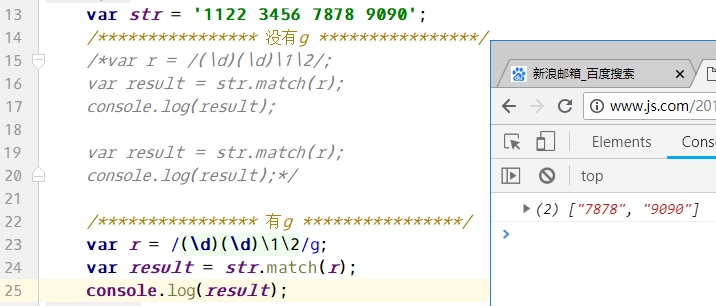 13 var str = '1122 3456 7878 9090';
14 /**************** 没有g ****************/
15 /*var r = /(\d)(\d)\1\2/;
16 var result = str.match(r);
17 console.log(result);
18
19 var result = str.match(r);
20 console.log(result);*/
21
22 /**************** 有g ****************/
23 var r = /(\d)(\d)\1\2/g;
24 var result = str.match(r);
25 console.log(result);
新浪邮箱_百度搜索 ×
www.js.com/201
Elements Conso
top
(2) ["7878", "9090"]